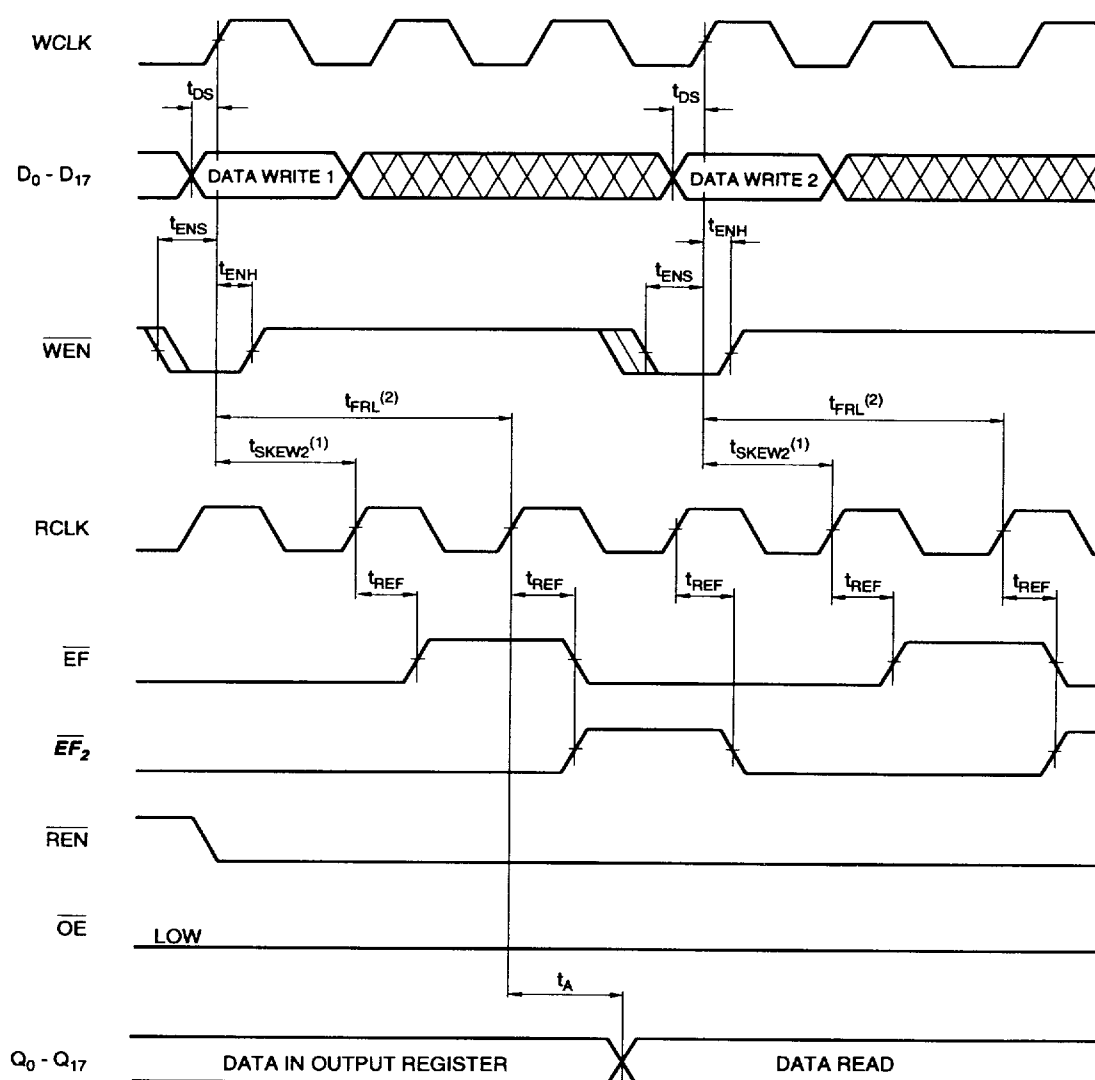 WCLK
tDS tDS
D0 - D17 DATA WRITE 1 DATA WRITE 2
tENS tENH
tENH tENS
WEN
tFRL(2) tFRL(2)
tSKEW2(1) tSKEW2(1)
RCLK
tREF tREF tREF tREF tREF
EF
EF2
REN
OE LOW
tA
Q0 - Q17 DATA IN OUTPUT REGISTER DATA READ